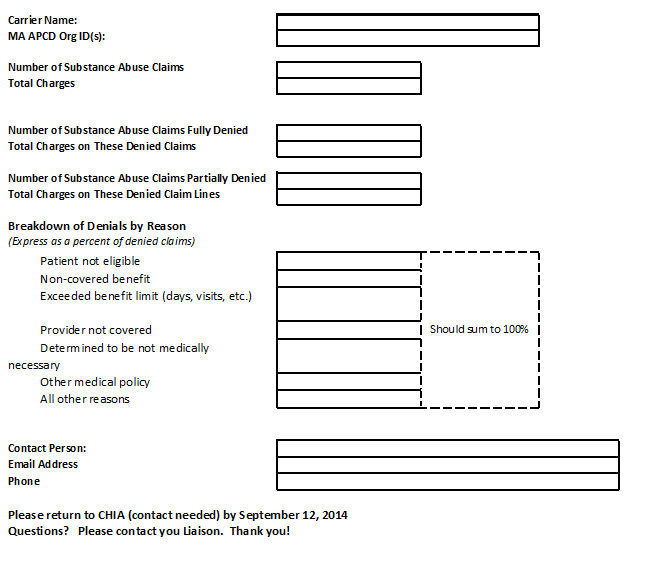 Carrier Name:
MA APCD Org ID(s):
Number of Substance Abuse Claims
Total Charges
Number of Substance Abuse Claims Fully Denied
Total Charges on These Denied Claims
Number of Substance Abuse Claims Partially Denied
Total Charges on These Denied Claim Lines
Breakdown of Denials by Reason
(Express as a percent of denied claims)
Patient not eligible
Non-covered benefit
Exceeded benefit limit (days, visits, etc.)
Provider not covered
Should sum to 100%
Determined to be not medically
necessary
Other medical policy
All other reasons
Contact Person:
Email Address
Phone
Please return to CHIA (contact needed) by September 12, 2014
Questions?   Please contact you Liaison.  Thank you!